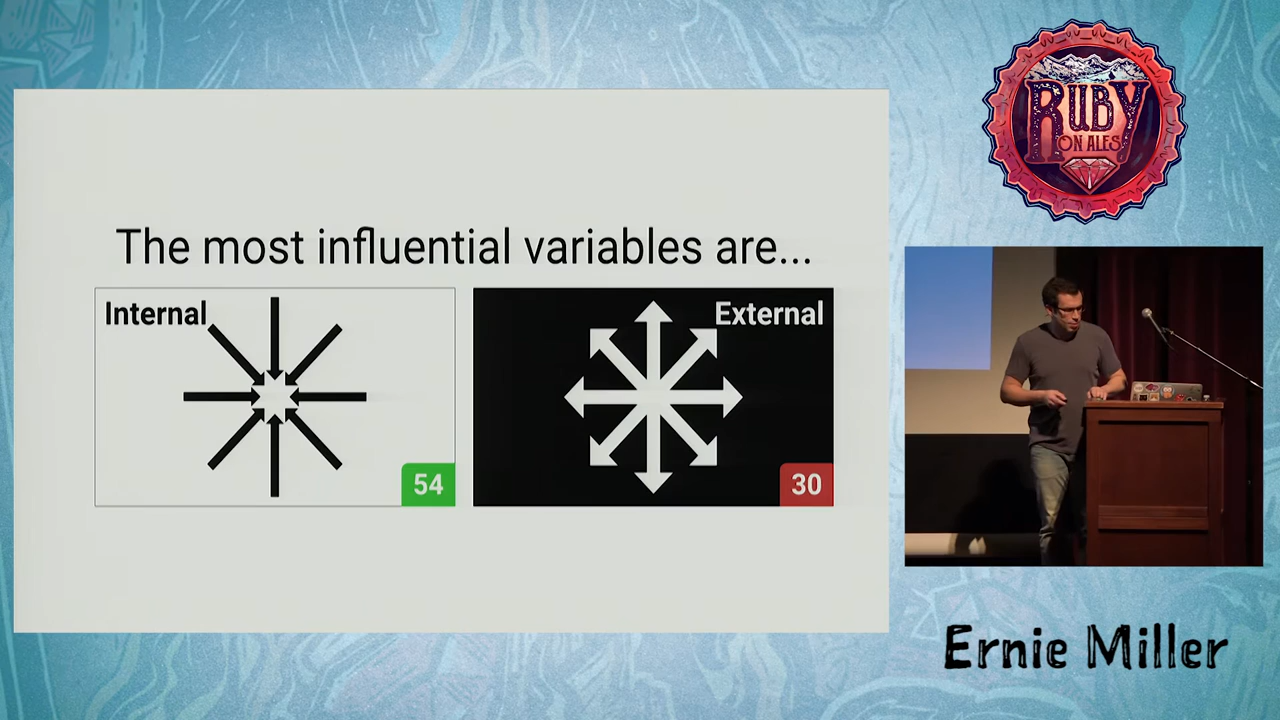 The most influential variables are...
Internal
External
54
30
RUBY
ON ALES
Ernie Miller